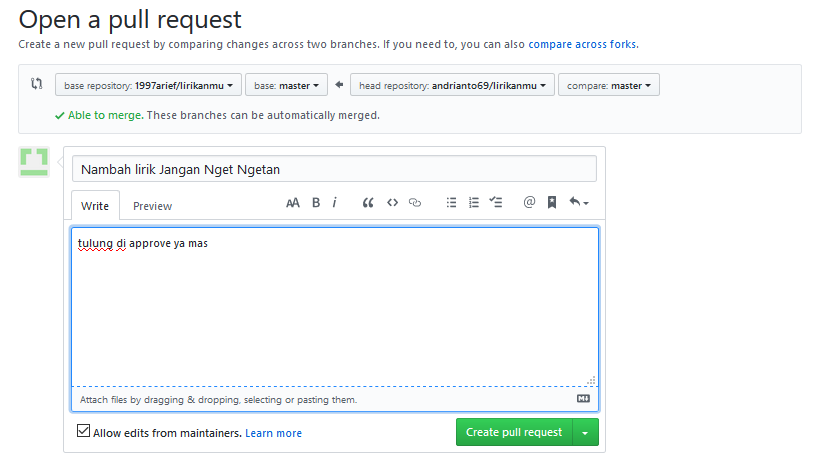 Open a pull request
Create a new pull request by comparing changes across two branches. If you need to, you can also compare across forks.
base repository: 1997arief/lirikanmu base: master head repository: andrianto69/lirikanmu compare: master
Able to merge. These branches can be automatically merged.
Nambah lirik Jangan Nget Ngetan
Write Preview AA B i @
tulung di approve ya mas
Attach files by dragging & dropping, selecting or pasting them.
Allow edits from maintainers. Learn more Create pull request